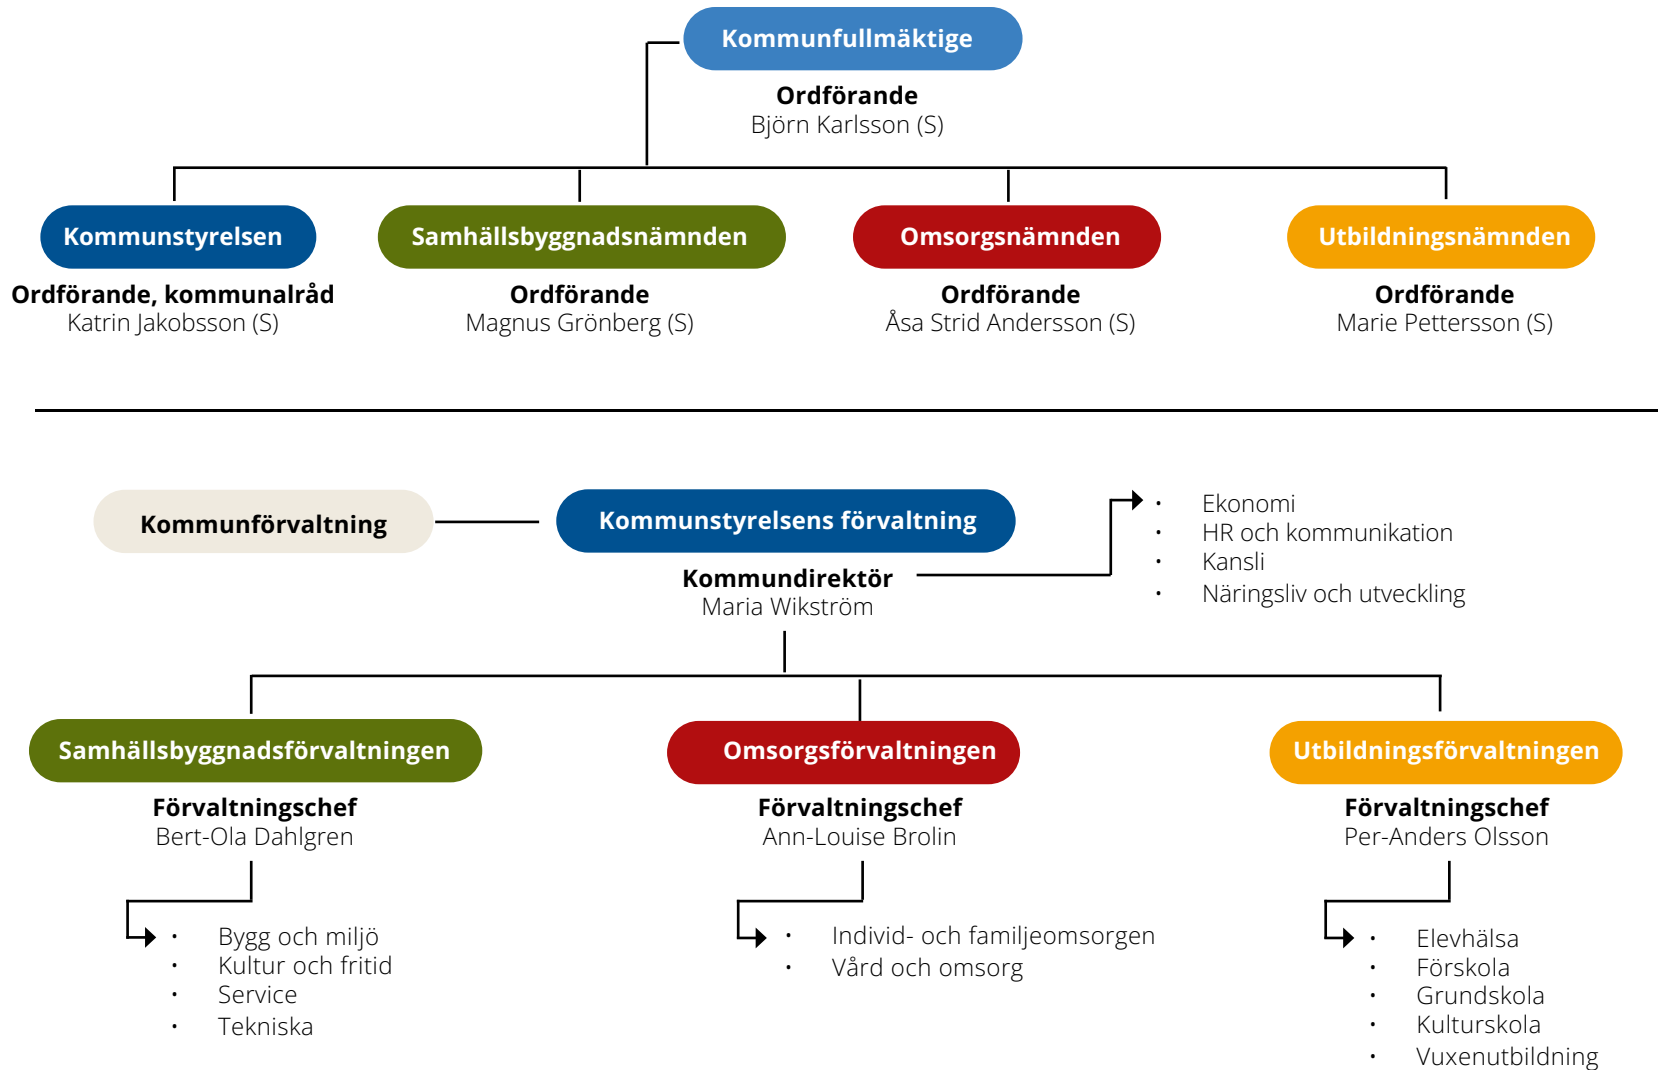 Kommunfullmäktige
Ordförande
Björn Karlsson (S)
Kommunstyrelsen
Ordförande, kommunalråd
Katrin Jakobsson (S)
Samhällsbyggnadsnämnden
Ordförande
Magnus Grönberg (S)
Omsorgsnämnden
Ordförande
Åsa Strid Andersson (S)
Utbildningsnämnden
Ordförande
Marie Pettersson (S)
Kommunförvaltning
Kommunstyrelsens förvaltning
Kommundirektör
Maria Wikström
• Ekonomi
• HR och kommunikation
• Kansli
• Näringsliv och utveckling
Samhällsbyggnadsförvaltningen
Förvaltningschef
Bert-Ola Dahlgren
• Bygg och miljö
• Kultur och fritid
• Service
• Tekniska
Omsorgsförvaltningen
Förvaltningschef
Ann-Louise Brolin
• Individ- och familjeomsorgen
• Vård och omsorg
Utbildningsförvaltningen
Förvaltningschef
Per-Anders Olsson
• Elevhälsa
• Förskola
• Grundskola
• Kulturskola
• Vuxenutbildning